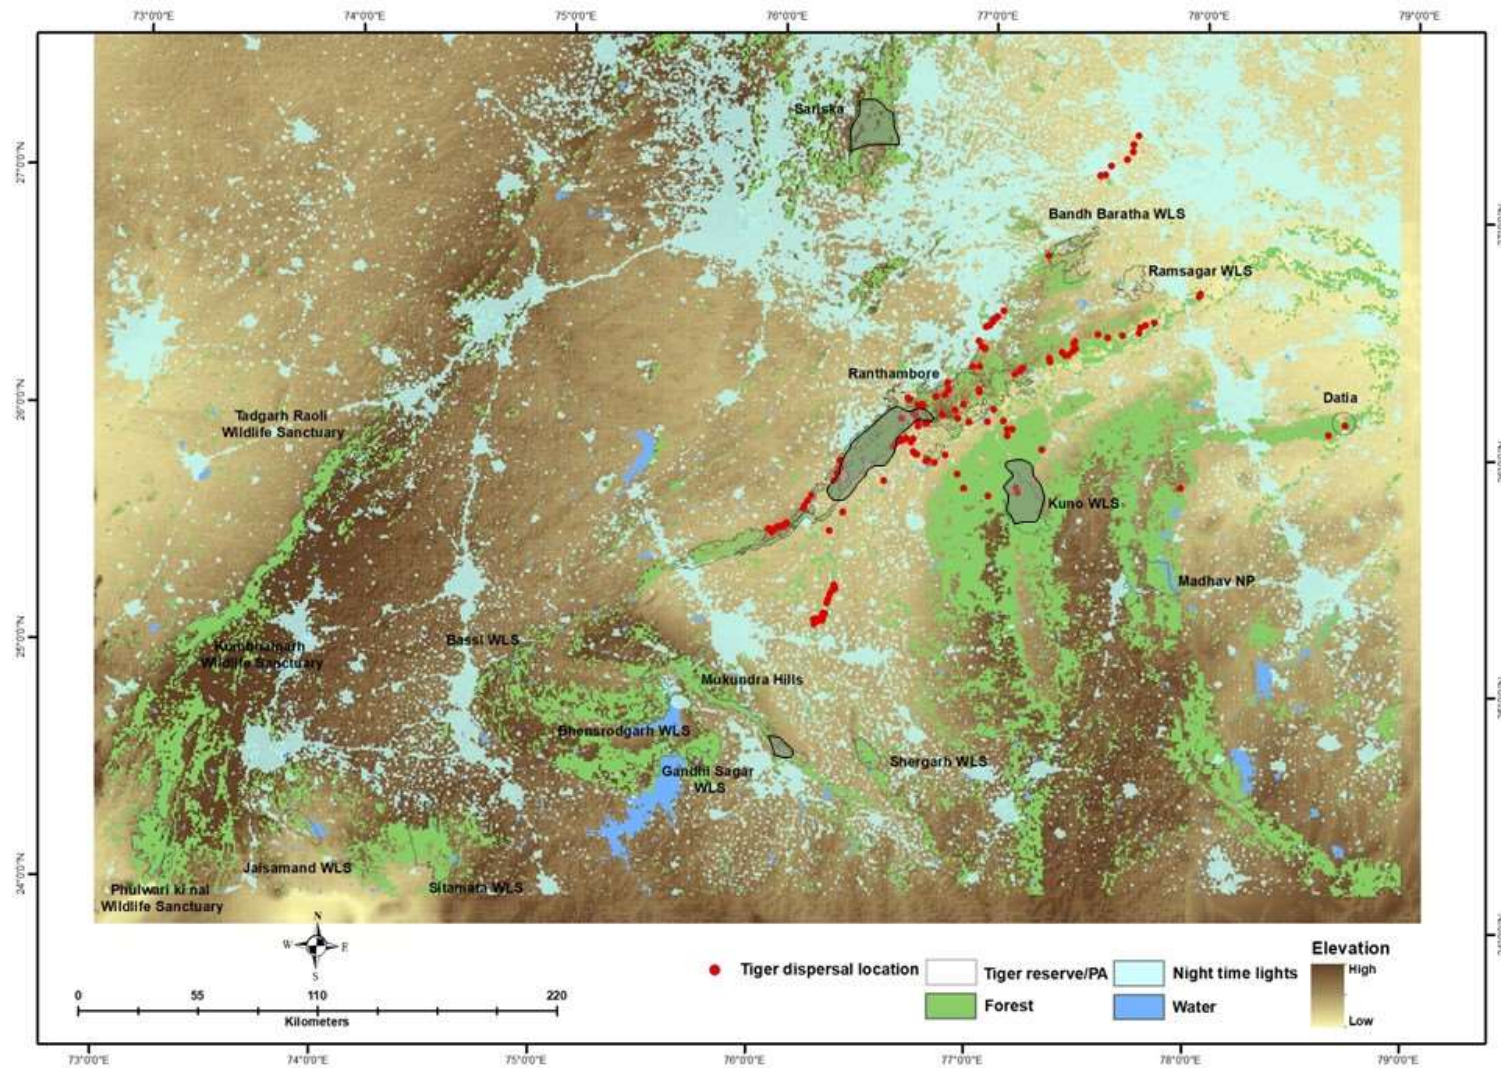 73°0'0"E 74°0'0"E 75°0'0"E 76°0'0"E 77°0'0"E 78°0'0"E 79°0'0"E
Sariska
27°0'0"N
Bandh Baratha WLS
Ramsagar WLS
Ranthambore
26°0'0"N
Datia
Tadgarh Raoli
Wildlife Sanctuary
Kuno WLS
Madhav NP
25°0'0"N
Bassi WLS
Kumbhalgarh
Wildlife Sanctuary
Mukundra Hills
Bhensrodgarh WLS
Shergarh WLS
Gandhi Sagar
WLS
24°0'0"N
Jaisamand WLS
Sitamata WLS
Phulwari ki nal
Wildlife Sanctuary
N
W E
S
Elevation
High
Low
Tiger dispersal location
Tiger reserve/PA
Night time lights
Forest
Water
0 55 110 220
Kilometers
73°0'0"E 74°0'0"E 75°0'0"E 76°0'0"E 77°0'0"E 78°0'0"E 79°0'0"E